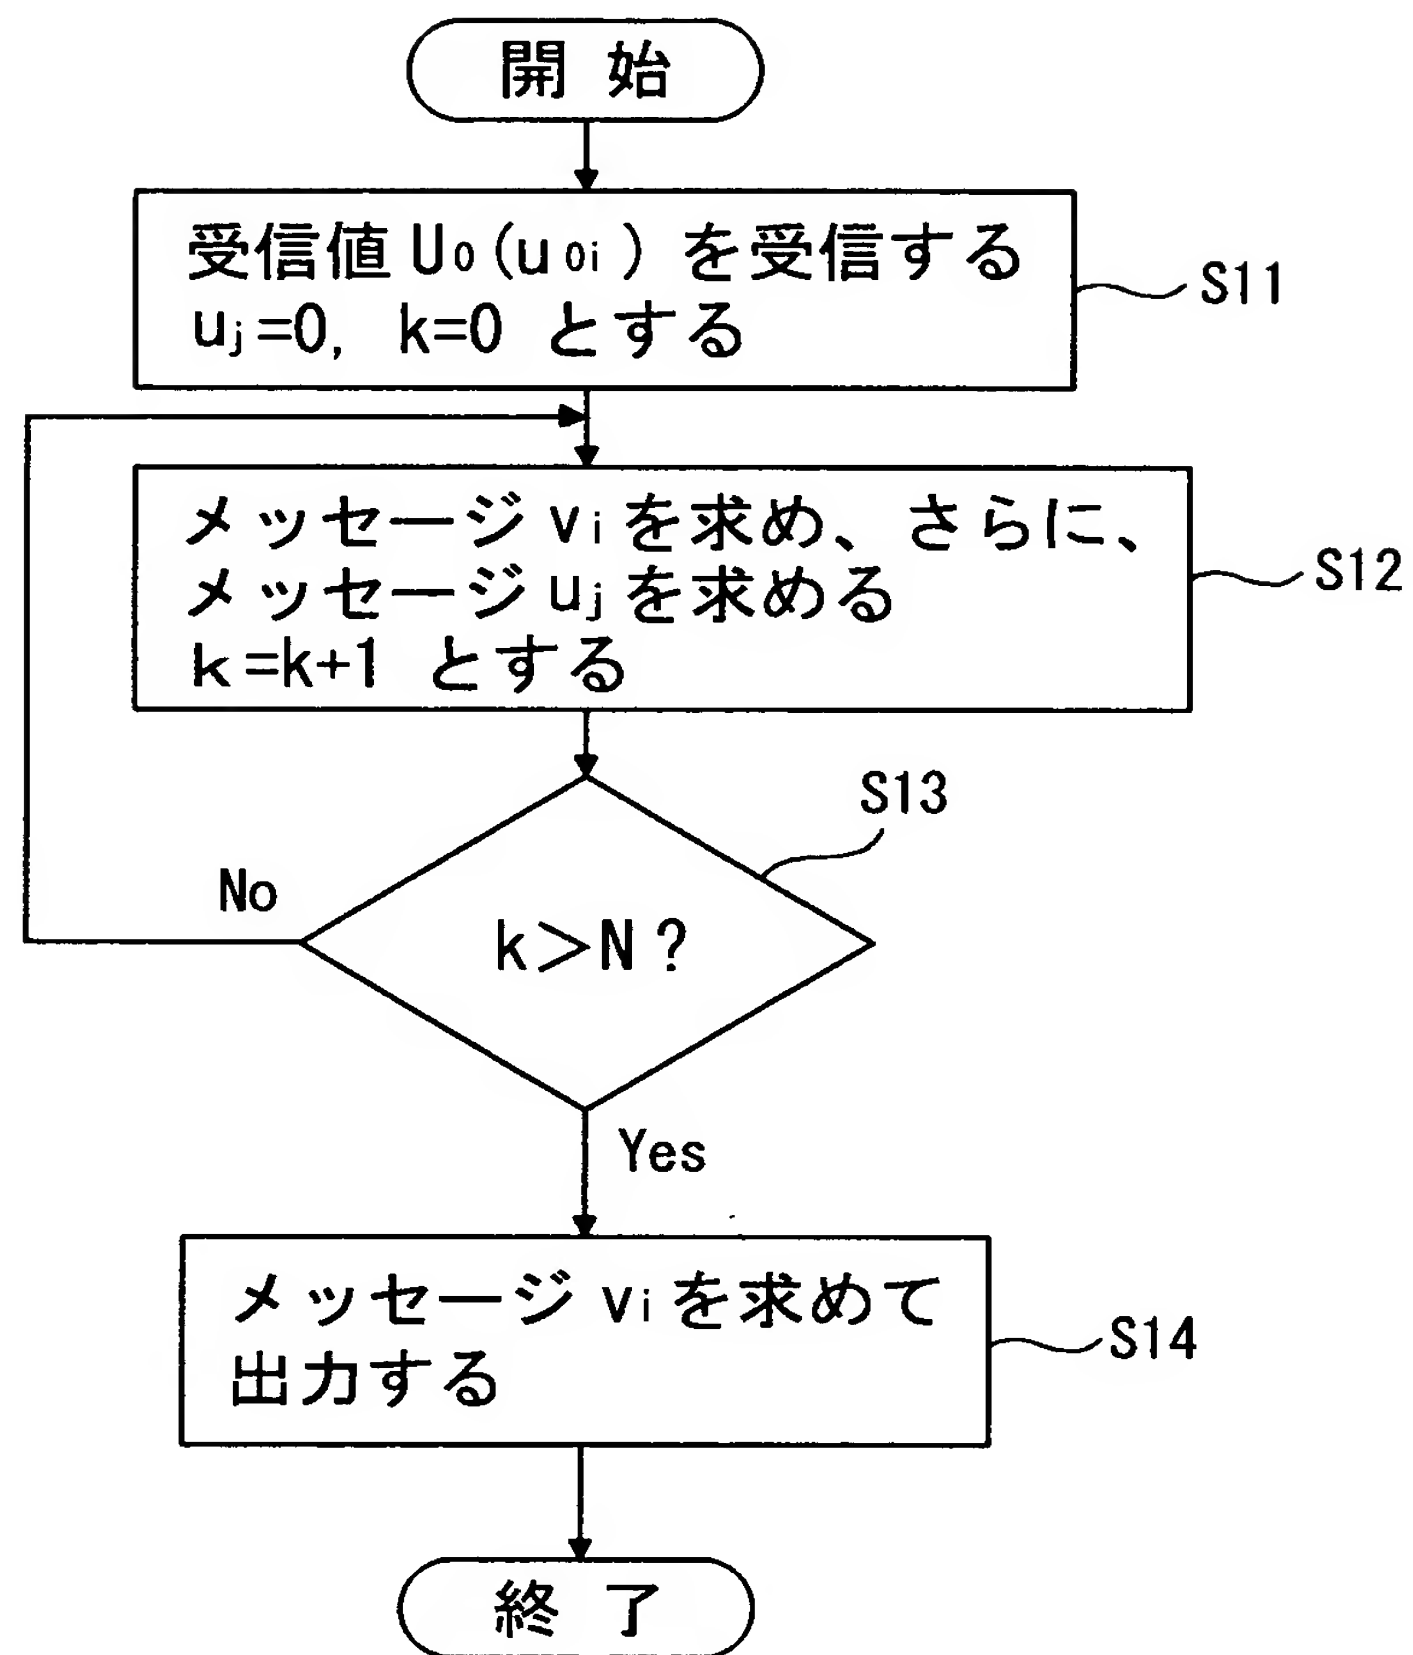 開 始
受信値 U0(u0i) を受信する
uj=0, k=0 とする
S11
メッセージ vi を求め、さらに、
メッセージ uj を求める
k=k+1 とする
S12
S13
No
k>N?
Yes
メッセージ vi を求めて
出力する
S14
終 了